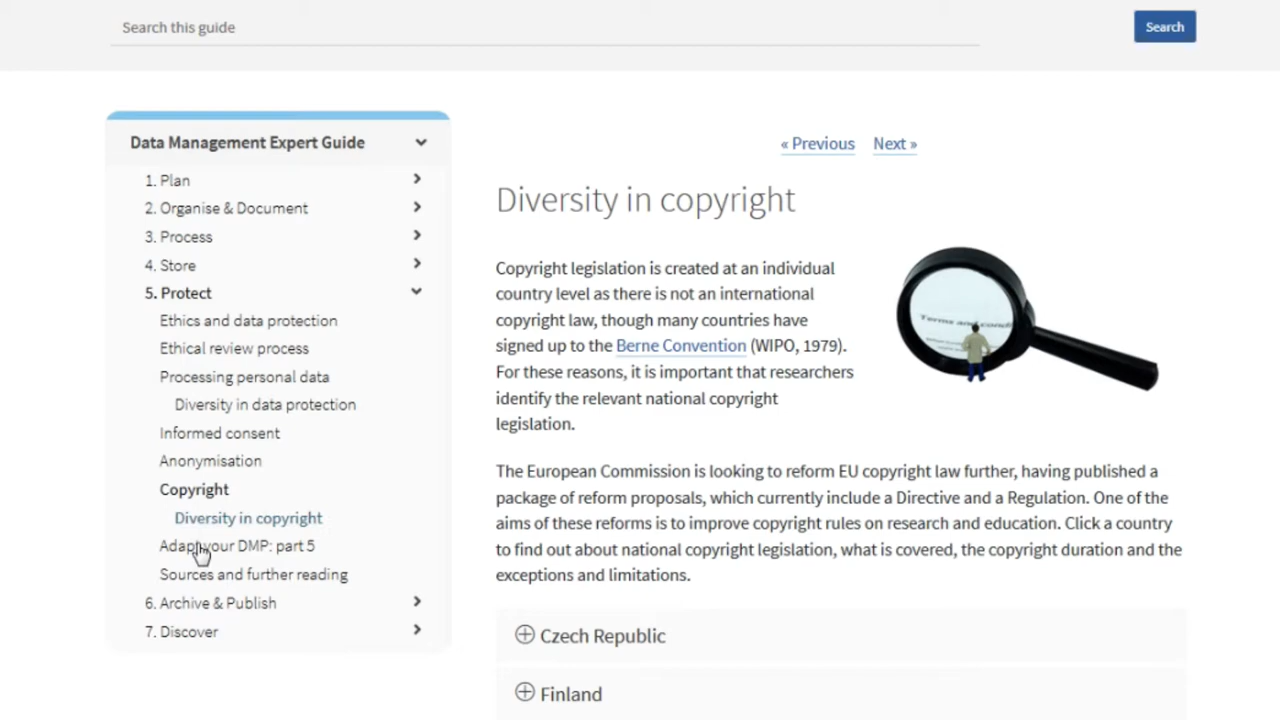 Search this guide
Search
Data Management Expert Guide
1. Plan
2. Organise & Document
3. Process
4. Store
5. Protect
Ethics and data protection
Ethical review process
Processing personal data
Diversity in data protection
Informed consent
Anonymisation
Copyright
Diversity in copyright
Adapt your DMP: part 5
Sources and further reading
6. Archive & Publish
7. Discover
« Previous Next »
Diversity in copyright
Copyright legislation is created at an individual
country level as there is not an international
copyright law, though many countries have
signed up to the Berne Convention (WIPO, 1979).
For these reasons, it is important that researchers
identify the relevant national copyright
legislation.
Terms and condi
The European Commission is looking to reform EU copyright law further, having published a
package of reform proposals, which currently include a Directive and a Regulation. One of the
aims of these reforms is to improve copyright rules on research and education. Click a country
to find out about national copyright legislation, what is covered, the copyright duration and the
exceptions and limitations.
Czech Republic
Finland